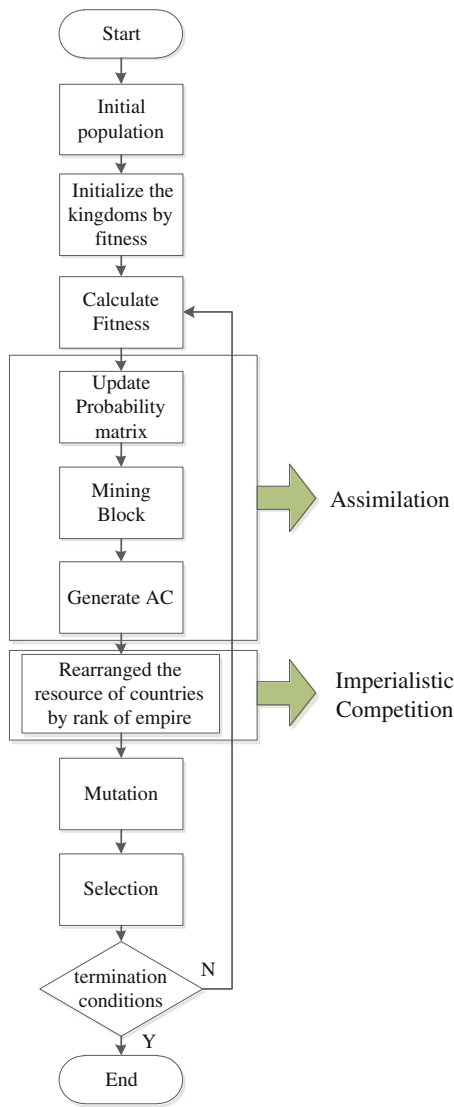 Start
Initial
population
Initialize the
kingdoms by
fitness
Calculate
Fitness
Update
Probability
matrix
Mining
Block
Generate AC
Assimilation
Rearranged the
resource of countries
by rank of empire
Imperialistic
Competition
Mutation
Selection
termination
conditions
N
Y
End